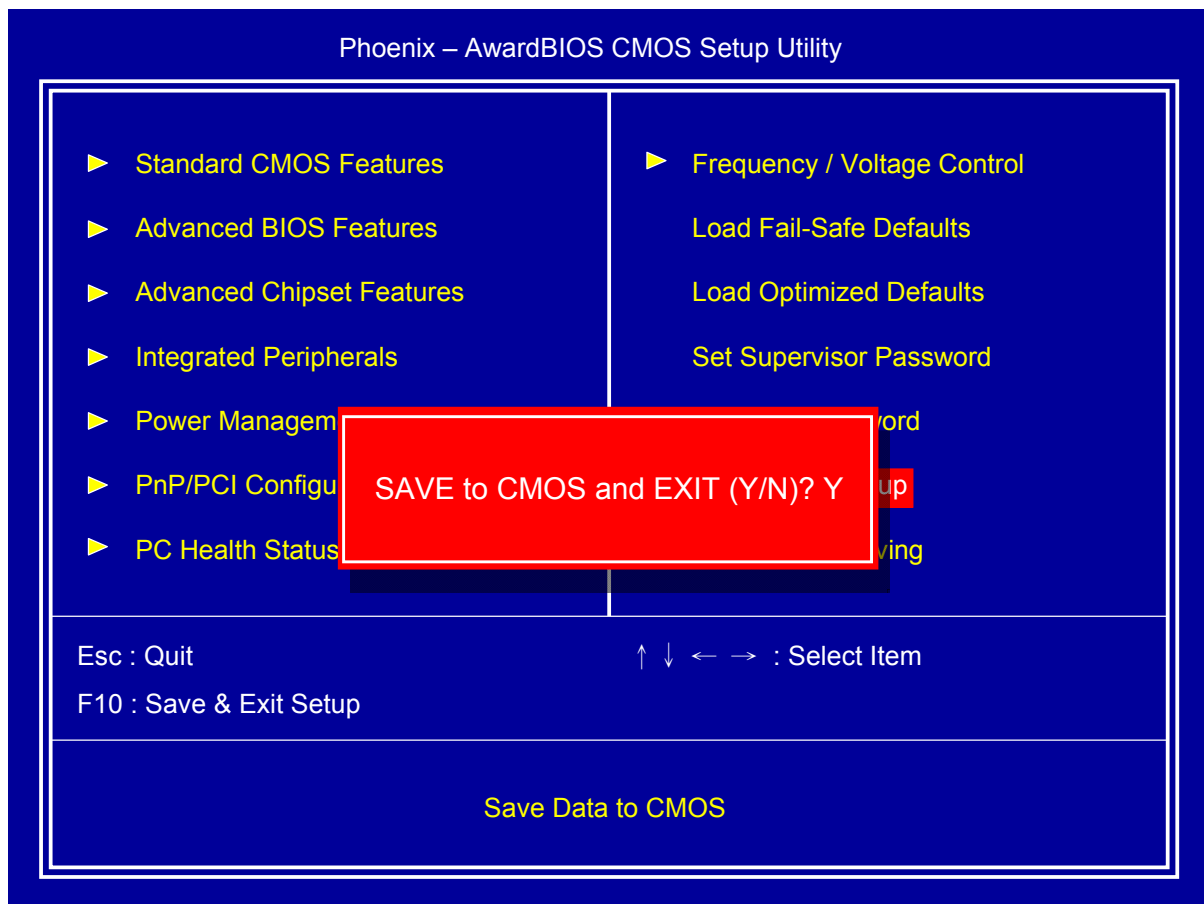 Phoenix – AwardBIOS CMOS Setup Utility
Standard CMOS Features
Advanced BIOS Features
Advanced Chipset Features
Integrated Peripherals
Power Managem
PnP/PCI Configu
PC Health Status
Frequency / Voltage Control
Load Fail-Safe Defaults
Load Optimized Defaults
Set Supervisor Password
ord
up
ving
SAVE to CMOS and EXIT (Y/N)? Y
Esc : Quit
F10 : Save & Exit Setup
↑ ↓ ← → : Select Item
Save Data to CMOS